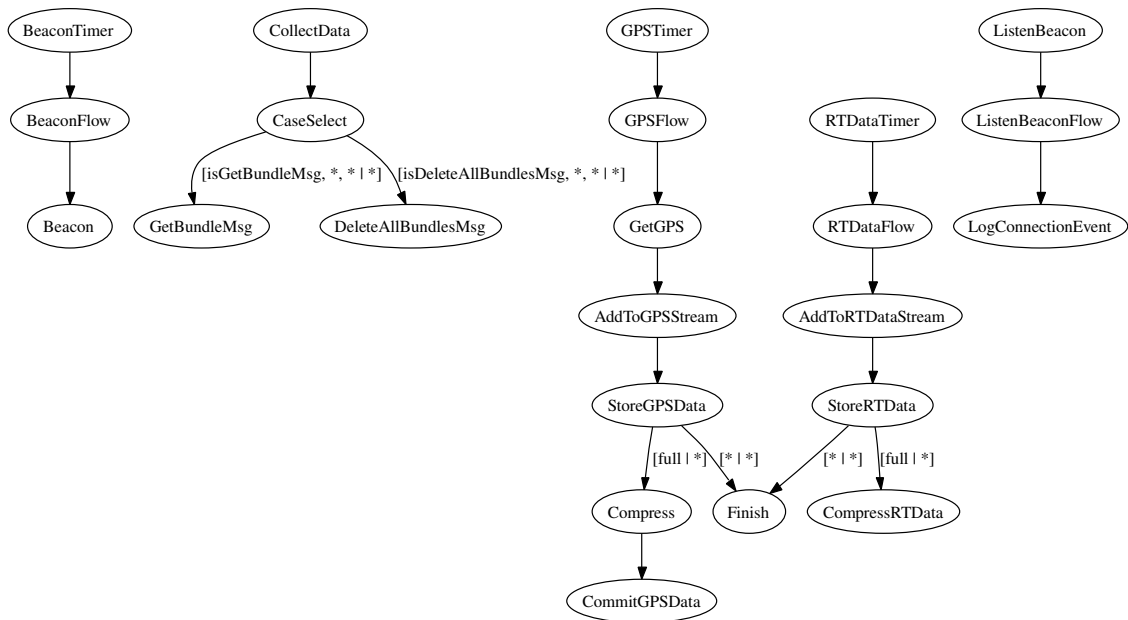 BeaconTimer
CollectData
GPSTimer
ListenBeacon
BeaconFlow
CaseSelect
GPSFlow
RTDataTimer
ListenBeaconFlow
[isGetBundleMsg, *, * | *]
[isDeleteAllBundlesMsg, *, * | *]
Beacon
GetBundleMsg
DeleteAllBundlesMsg
GetGPS
RTDataFlow
LogConnectionEvent
AddToGPSStream
AddToRTDataStream
StoreGPSData
StoreRTData
[full | *]
[* | *]
[* | *]
[full | *]
Compress
Finish
CompressRTData
CommitGPSData